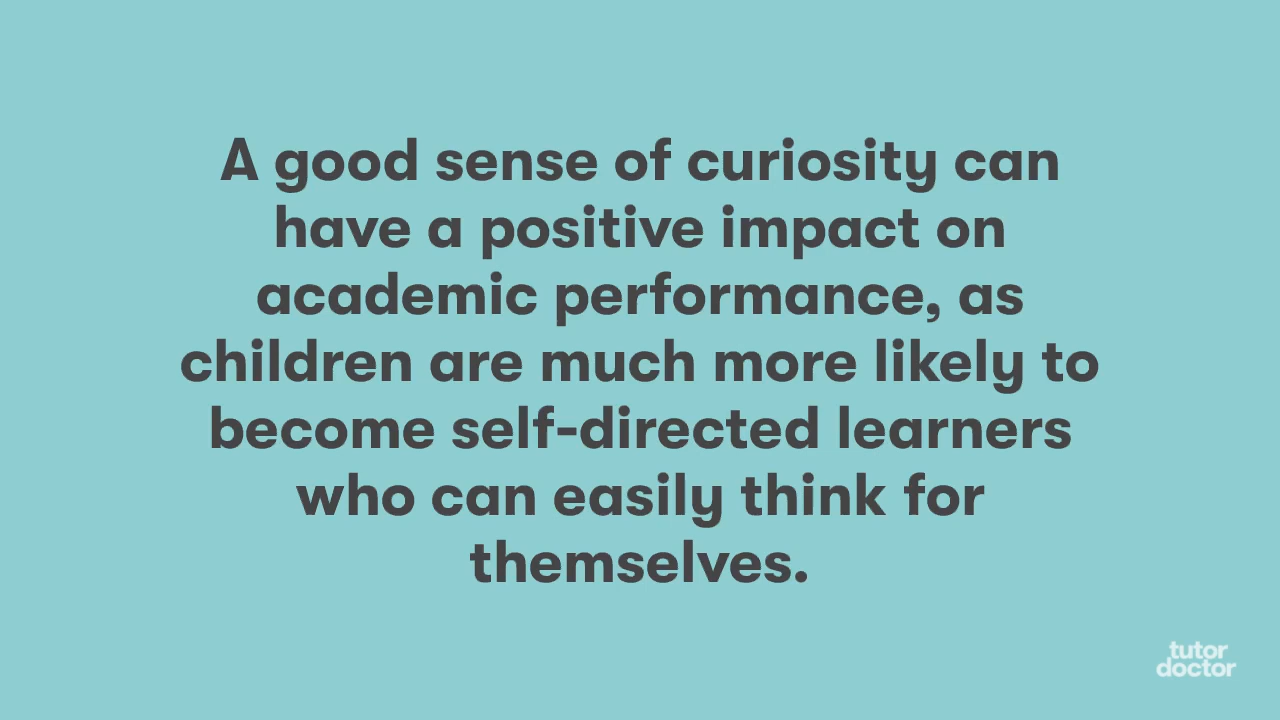 A good sense of curiosity can
have a positive impact on
academic performance, as
children are much more likely to
become self-directed learners
who can easily think for
themselves.
tutor
doctor